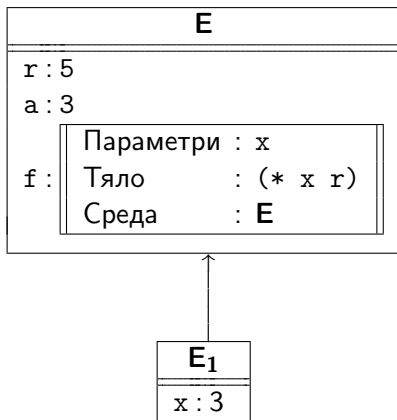 E
r : 5
a : 3
f :
Параметри : x
Тяло : (* x r)
Среда : E
E₁
x : 3